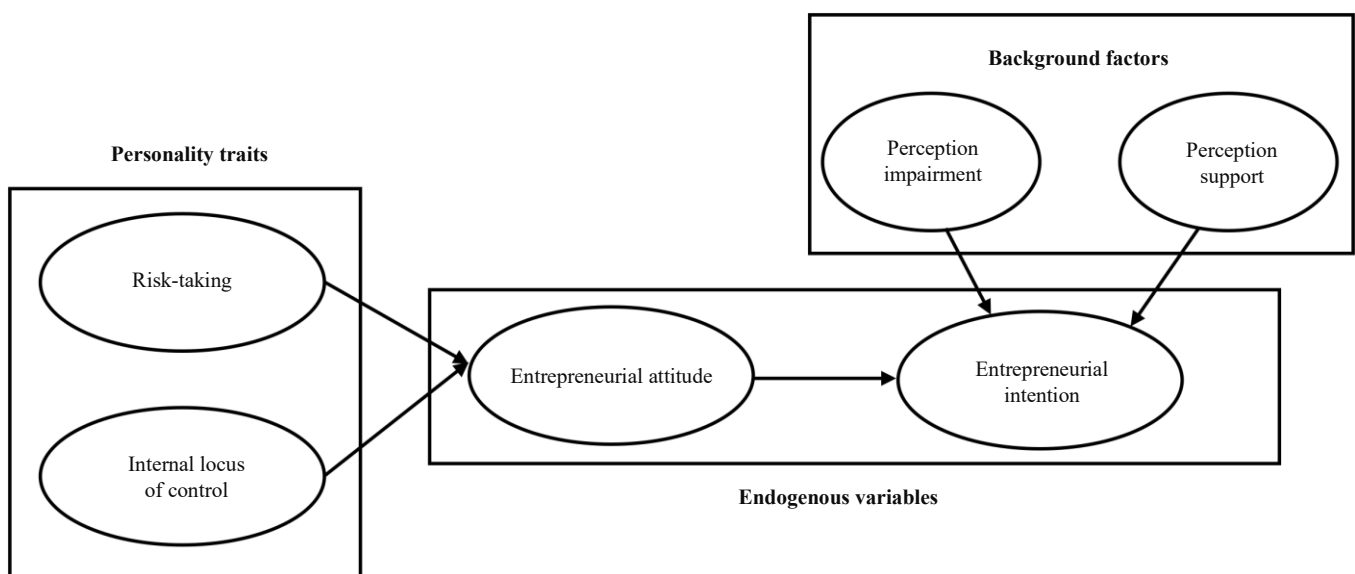 Background factors
Perception
impairment
Perception
support
Personality traits
Risk-taking
Internal locus
of control
Entrepreneurial attitude
Entrepreneurial
intention
Endogenous variables